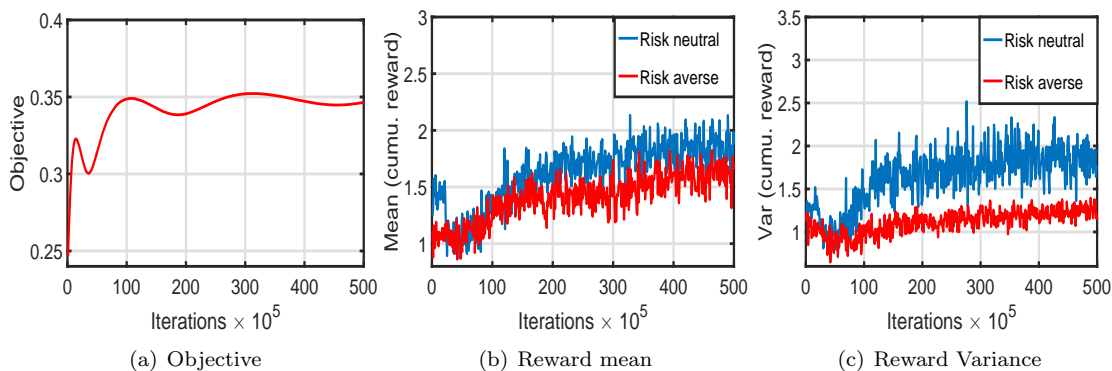 0.4
0.35
0.3
0.25
Objective
0 100 200 300 400 500
Iterations × 10^5
(a) Objective
3
2.5
2
1.5
1
Mean (cumu. reward)
Risk neutral
Risk averse
0 100 200 300 400 500
Iterations × 10^5
(b) Reward mean
3.5
3
2.5
2
1.5
1
Var (cumu. reward)
Risk neutral
Risk averse
0 100 200 300 400 500
Iterations × 10^5
(c) Reward Variance